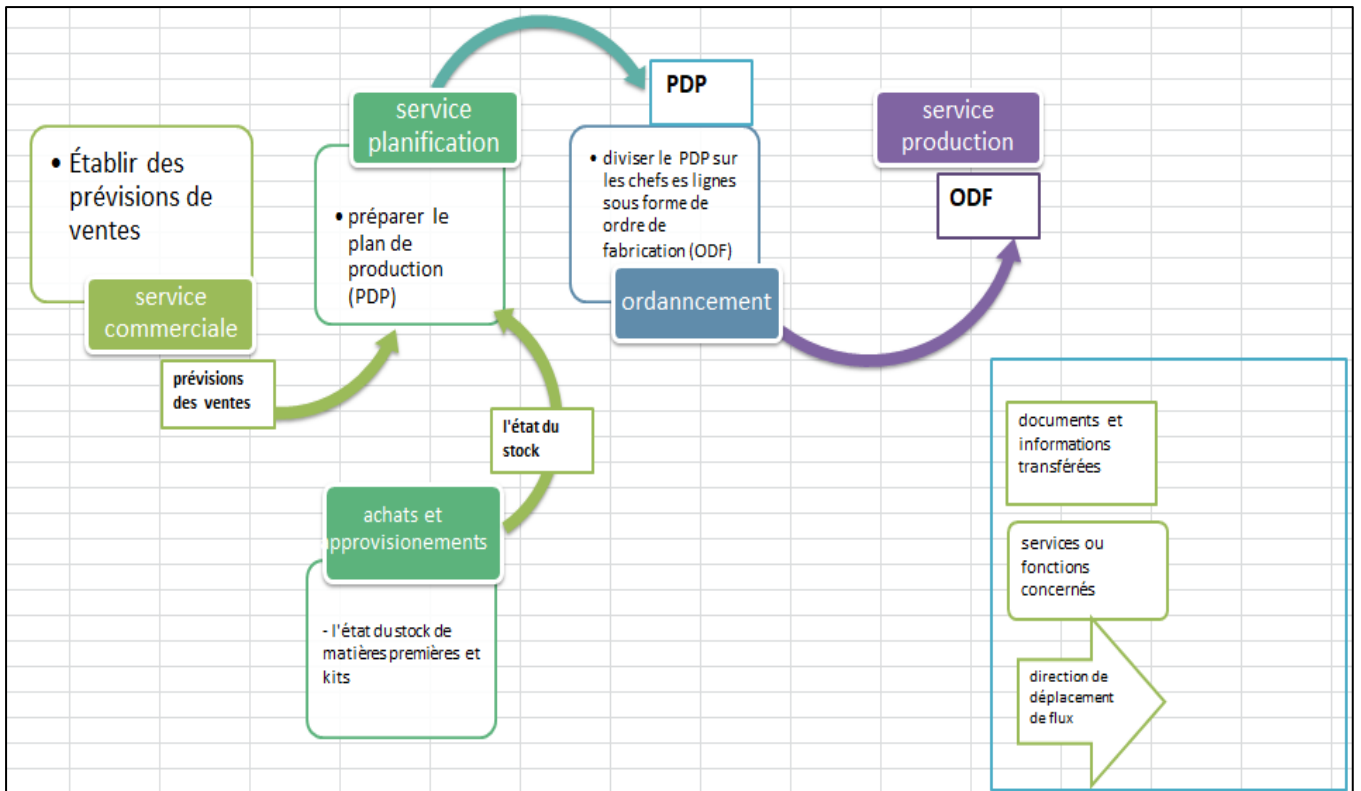 • Établir des
prévisions de
ventes
service
commerciale
prévisions
des ventes
service
planification
• préparer le
plan de
production
(PDP)
l'état du
stock
achats et
approvisionements
- l'état du stock de
matières premières et
kits
PDP
• diviser le PDP sur
les chefs es lignes
sous forme de
ordre de
fabrication (ODF)
ordanncement
service
production
ODF
documents et
informations
transférées
services ou
fonctions
concernés
direction de
déplacement
de flux